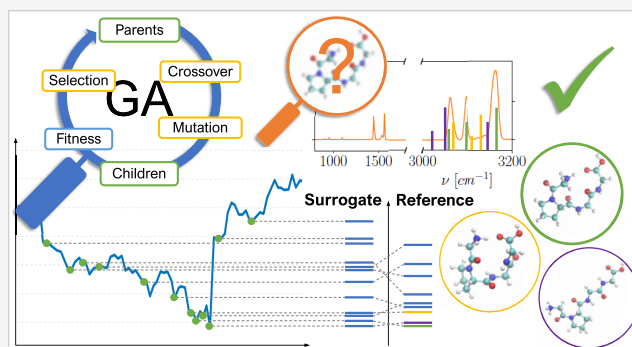 Parents
Selection
Crossover
GA
Mutation
Fitness
Children
?
1000
1500
3000
3200
ν [cm⁻¹]
Surrogate
Reference